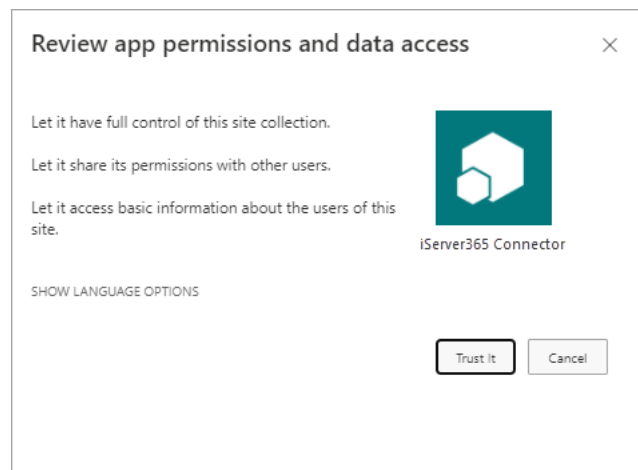 Review app permissions and data access
Let it have full control of this site collection.
Let it share its permissions with other users.
Let it access basic information about the users of this
site.
iServer365 Connector
SHOW LANGUAGE OPTIONS
Trust It
Cancel